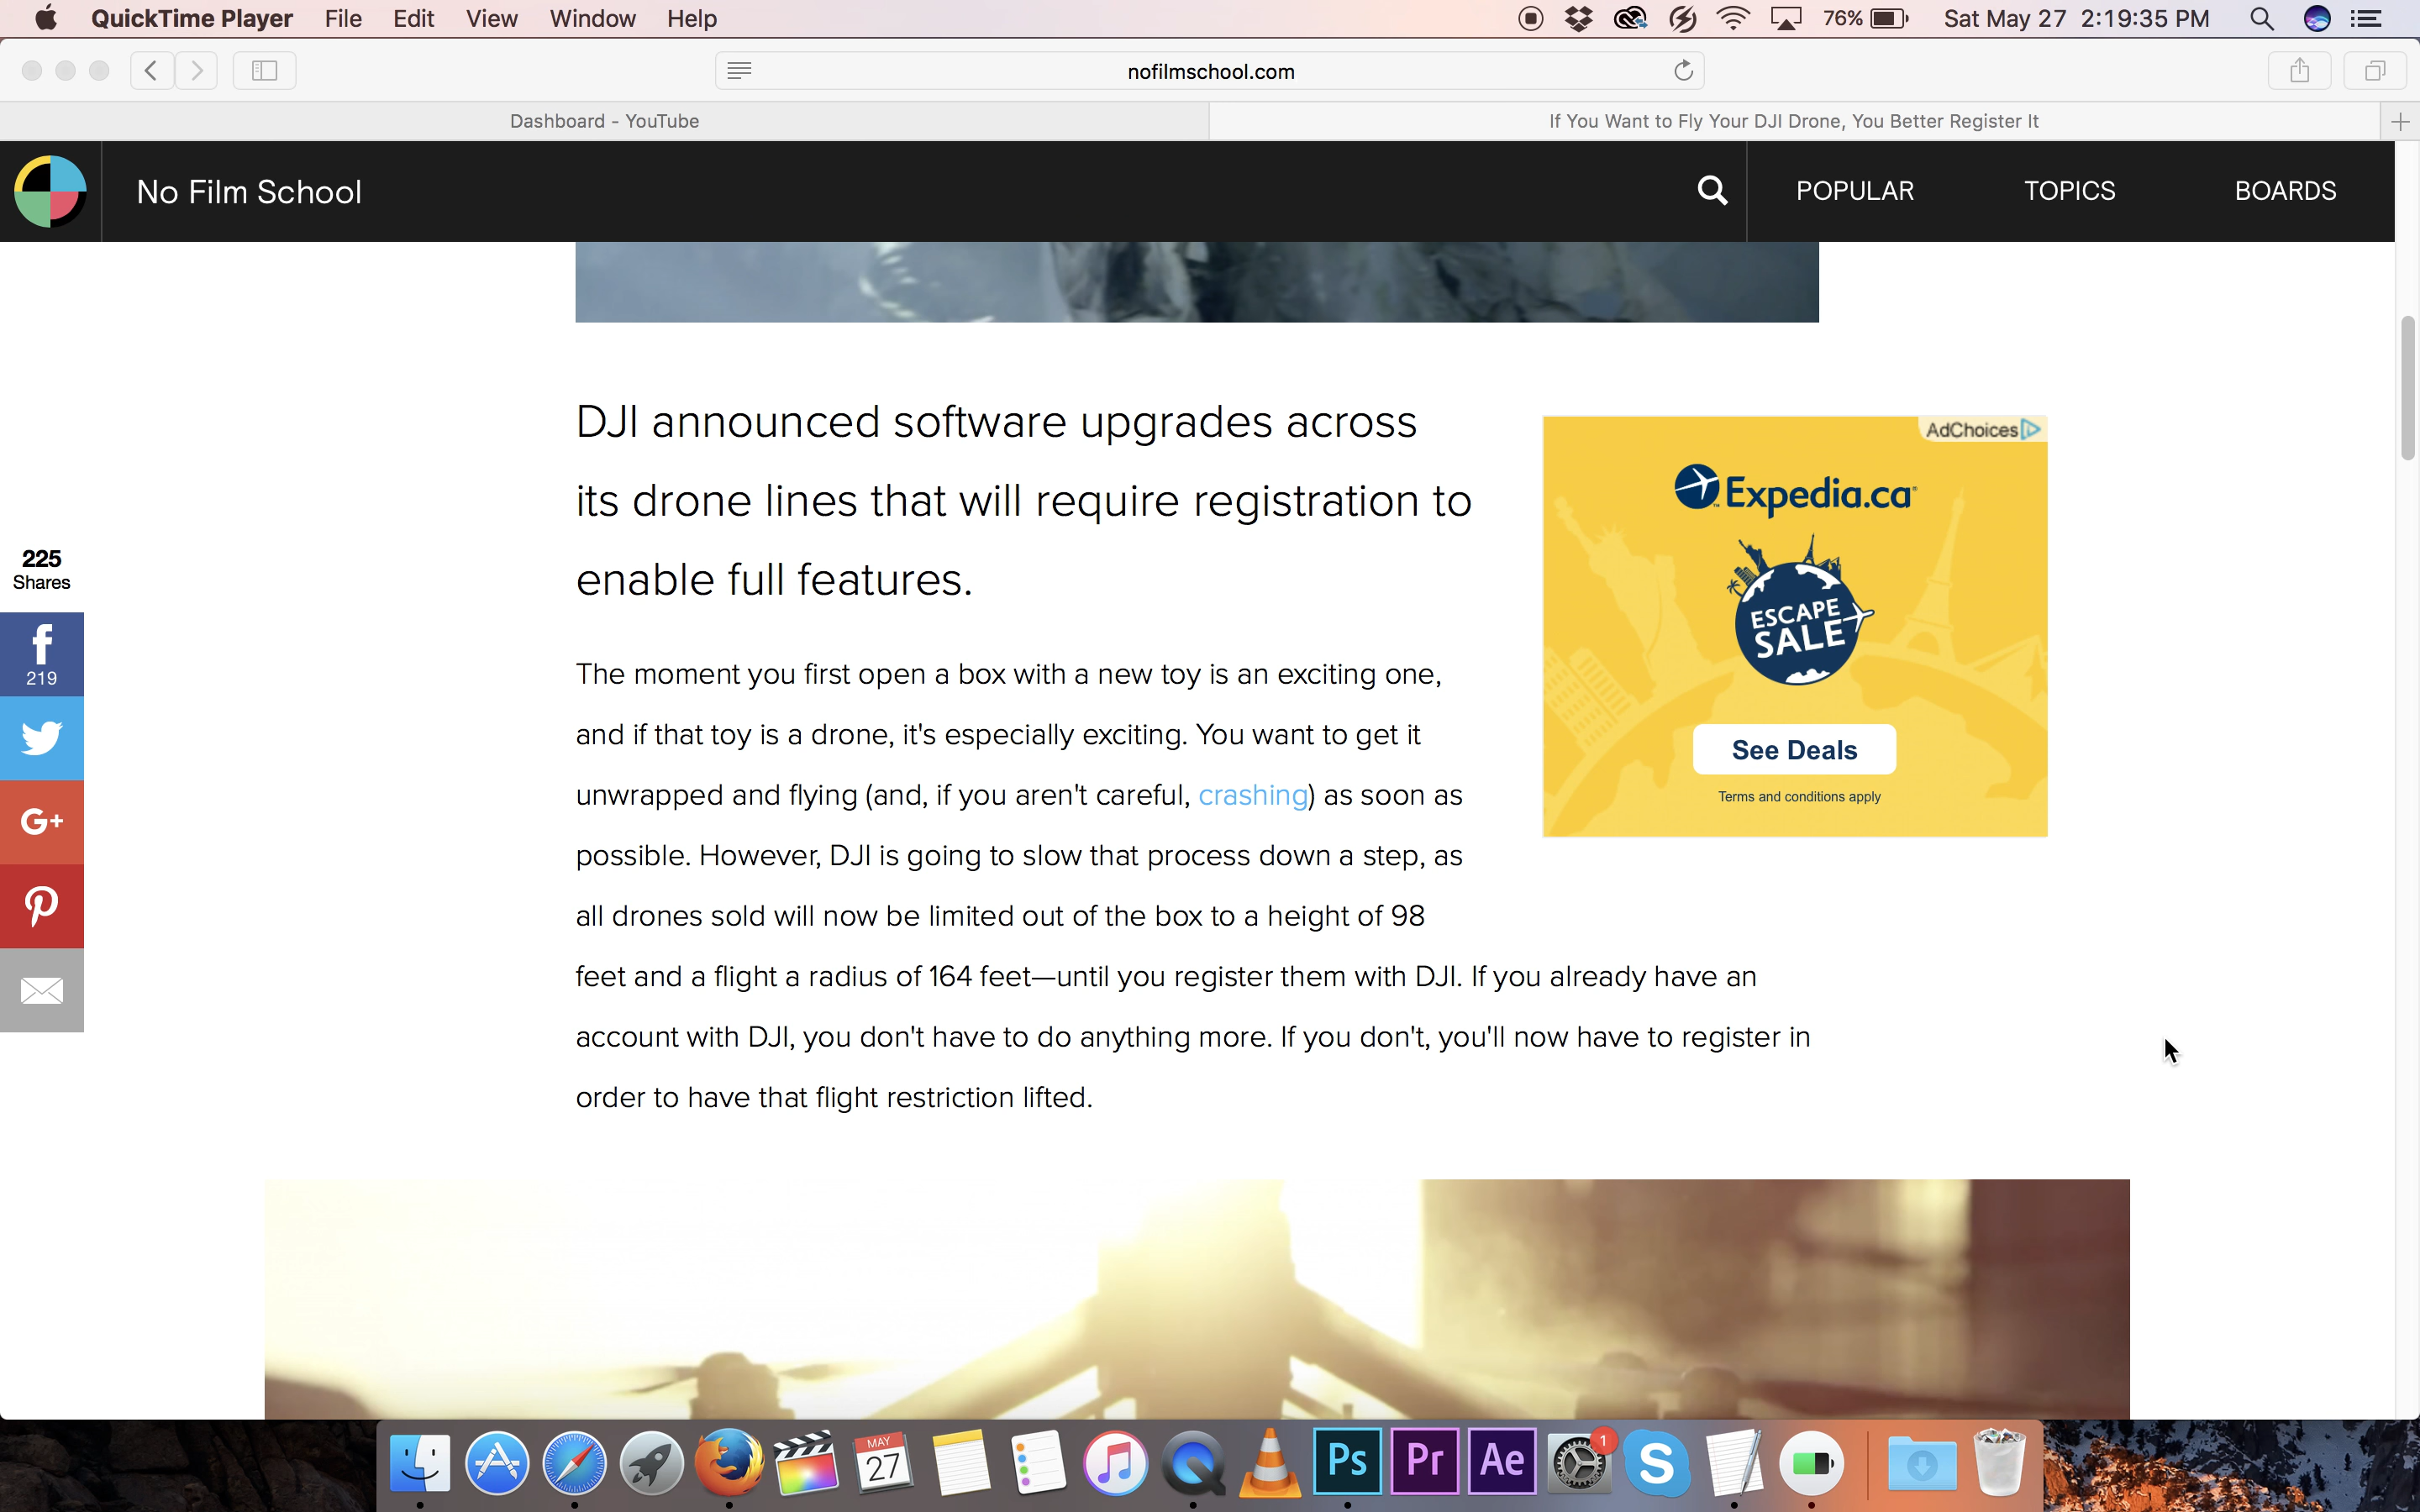 QuickTime Player File Edit View Window Help 76% Sat May 27 2:19:35 PM
nofilmschool.com
Dashboard - YouTube If You Want to Fly Your DJI Drone, You Better Register It
No Film School POPULAR TOPICS BOARDS
DJI announced software upgrades across
its drone lines that will require registration to
enable full features.
The moment you first open a box with a new toy is an exciting one,
and if that toy is a drone, it's especially exciting. You want to get it
unwrapped and flying (and, if you aren't careful, crashing) as soon as
possible. However, DJI is going to slow that process down a step, as
all drones sold will now be limited out of the box to a height of 98
feet and a flight a radius of 164 feet—until you register them with DJI. If you already have an
account with DJI, you don't have to do anything more. If you don't, you'll now have to register in
order to have that flight restriction lifted.
AdChoices
Expedia.ca
ESCAPE
SALE
See Deals
Terms and conditions apply
225
Shares
f
219
G+
MAY
27
Ps Pr Ae 1 S